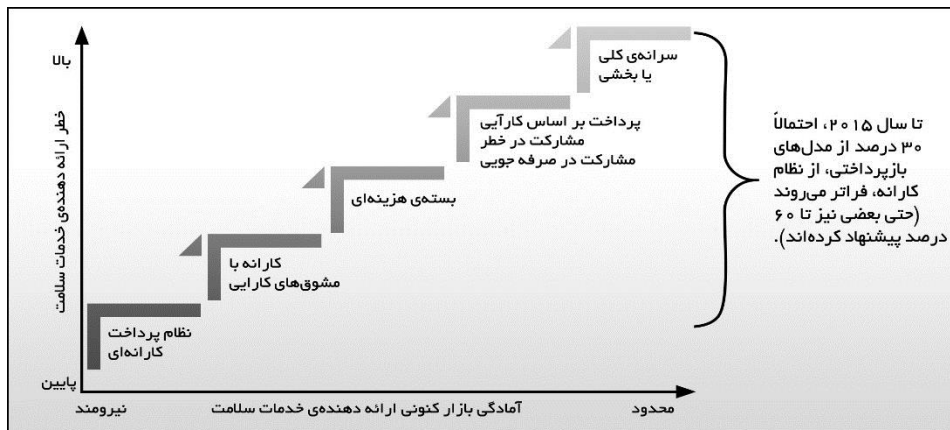 بالا
خطر ارائه دهنده‌ی خدمات سلامت
پایین
سرانه‌ی کلی
یا بخشی
پرداخت بر اساس کارآیی
مشارکت در خطر
مشارکت در صرفه جویی
بسته‌ی هزینه‌ای
کارانه با
مشوق‌های کارایی
نظام پرداخت
کارانه‌ای
تا سال ۲۰۱۵، احتمالاً
۳۰ درصد از مدل‌های
بازپرداختی، از نظام
کارانه، فراتر می‌روند
(حتی بعضی نیز تا ۶۰
درصد پیشنهاد کرده‌اند).
نیرومند
آمادگی بازار کنونی ارائه دهنده‌ی خدمات سلامت
محدود